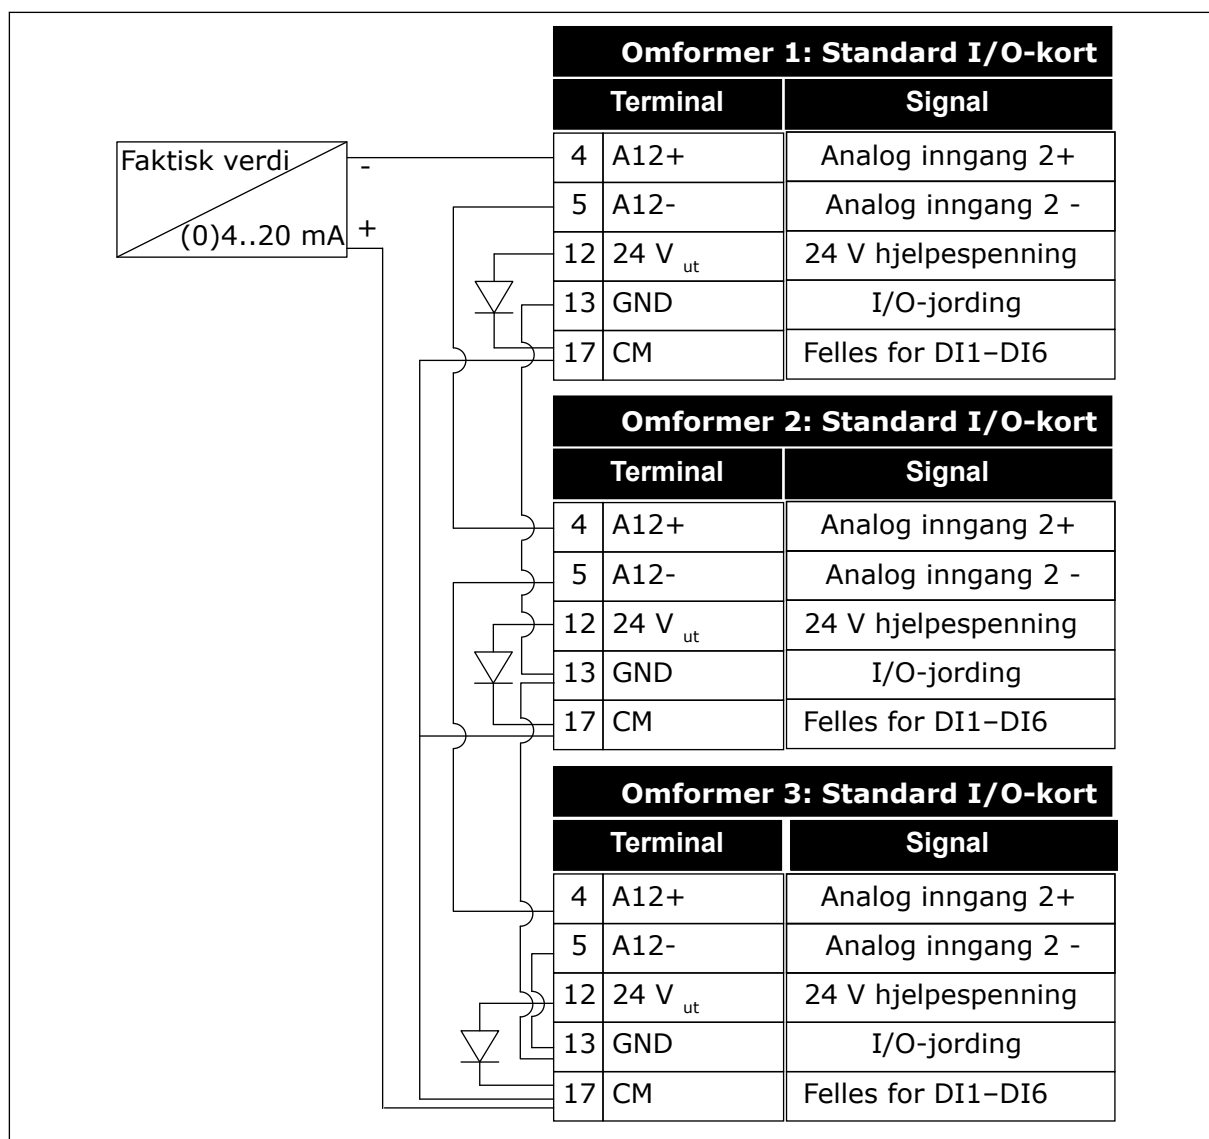 Omformer 1: Standard I/O-kort
Terminal Signal
Faktisk verdi
-
+
(0)4..20 mA
4 A12+ Analog inngang 2+
5 A12- Analog inngang 2 -
12 24 V ut 24 V hjelpespenning
13 GND I/O-jording
17 CM Felles for DI1–DI6
Omformer 2: Standard I/O-kort
Terminal Signal
4 A12+ Analog inngang 2+
5 A12- Analog inngang 2 -
12 24 V ut 24 V hjelpespenning
13 GND I/O-jording
17 CM Felles for DI1–DI6
Omformer 3: Standard I/O-kort
Terminal Signal
4 A12+ Analog inngang 2+
5 A12- Analog inngang 2 -
12 24 V ut 24 V hjelpespenning
13 GND I/O-jording
17 CM Felles for DI1–DI6